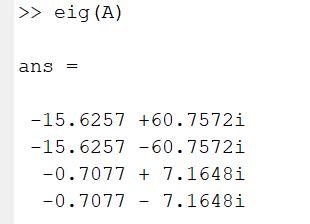 >> eig(A)
ans =
-15.6257 +60.7572i
-15.6257 -60.7572i
-0.7077 + 7.1648i
-0.7077 - 7.1648i